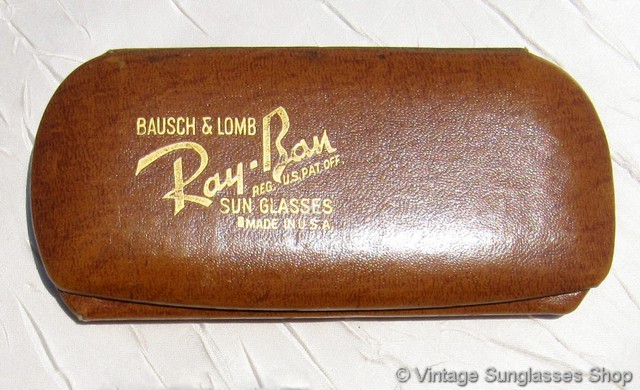 BAUSCH & LOMB
Ray-Ban
REG. U.S. PAT. OFF.
SUN GLASSES
MADE IN U.S.A.
© Vintage Sunglasses Shop